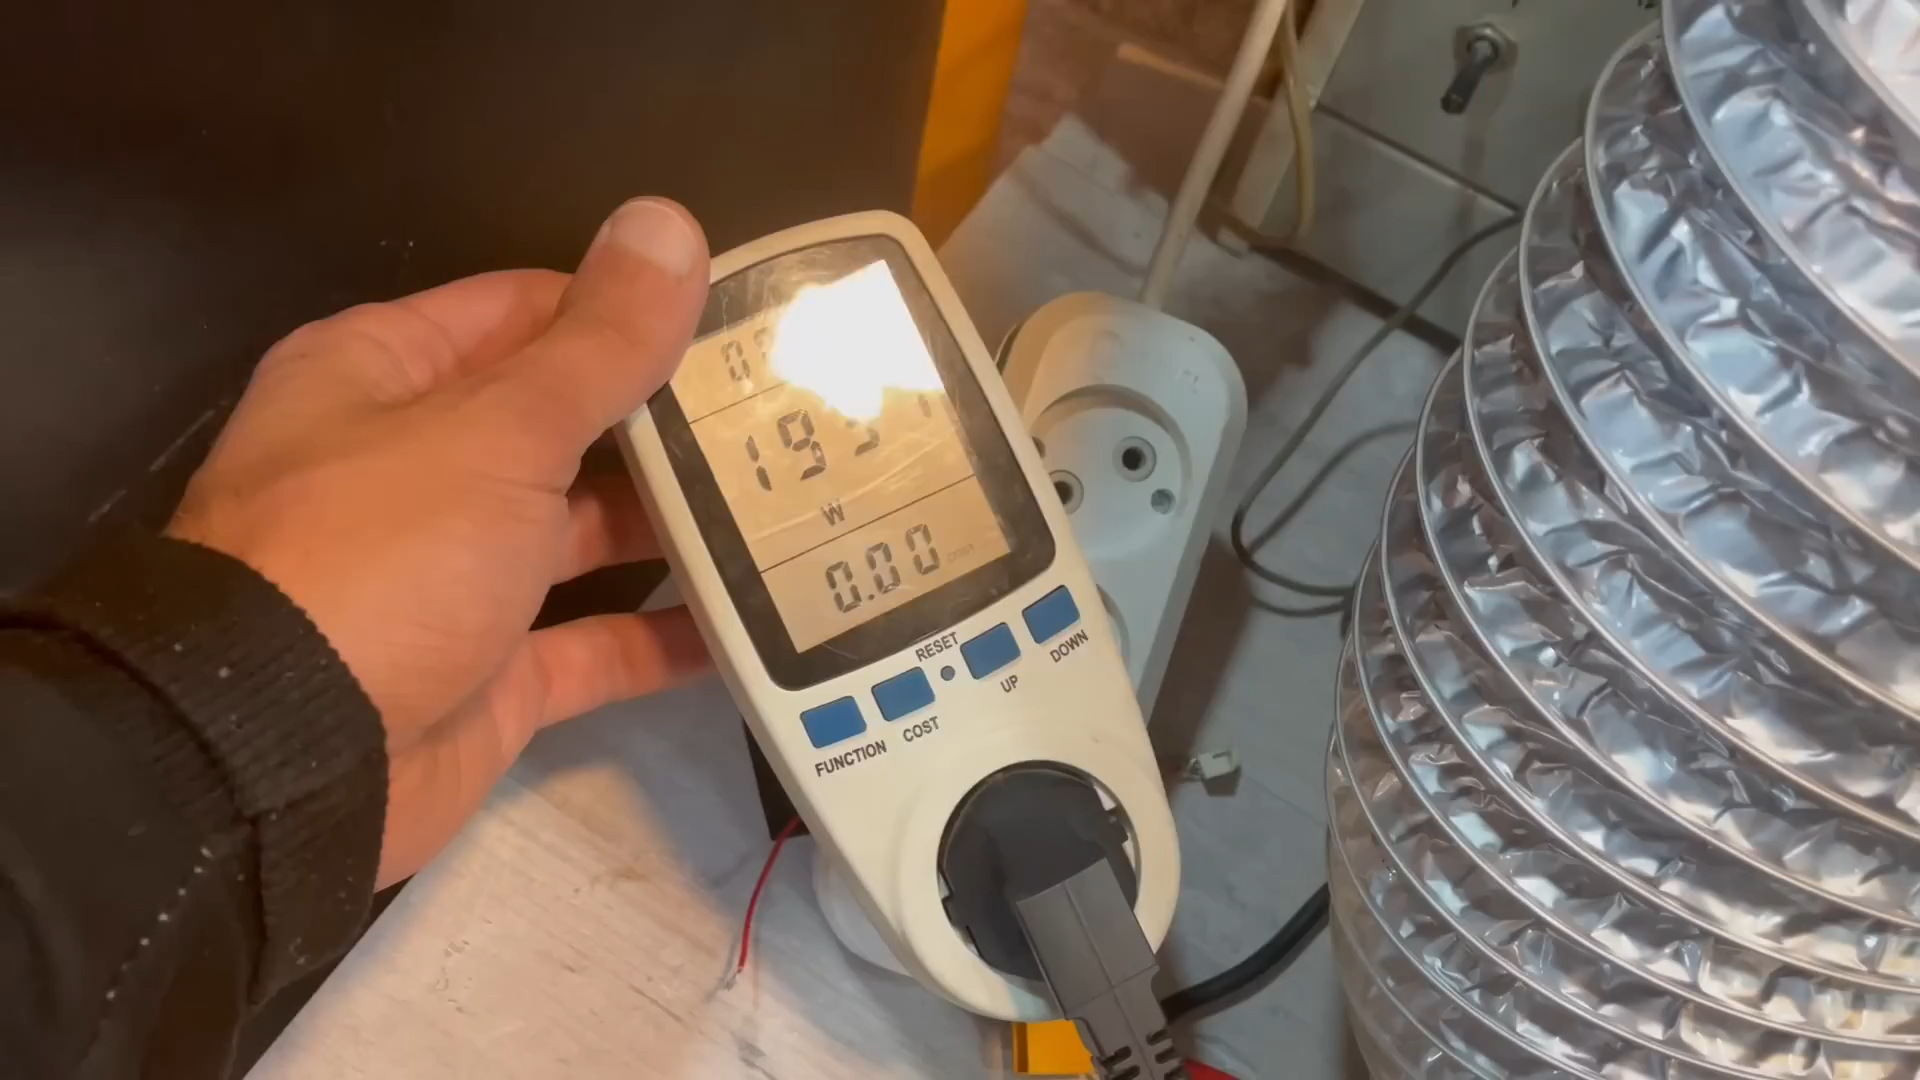 W
0.00
RESET
UP
DOWN
FUNCTION
COST